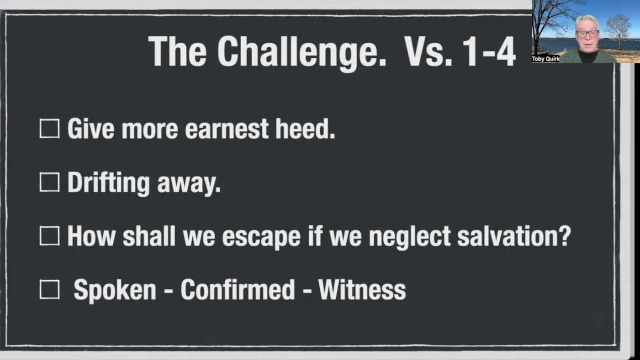 The Challenge. Vs. 1-4
Toby Quirk
Give more earnest heed.
Drifting away.
How shall we escape if we neglect salvation?
Spoken - Confirmed - Witness